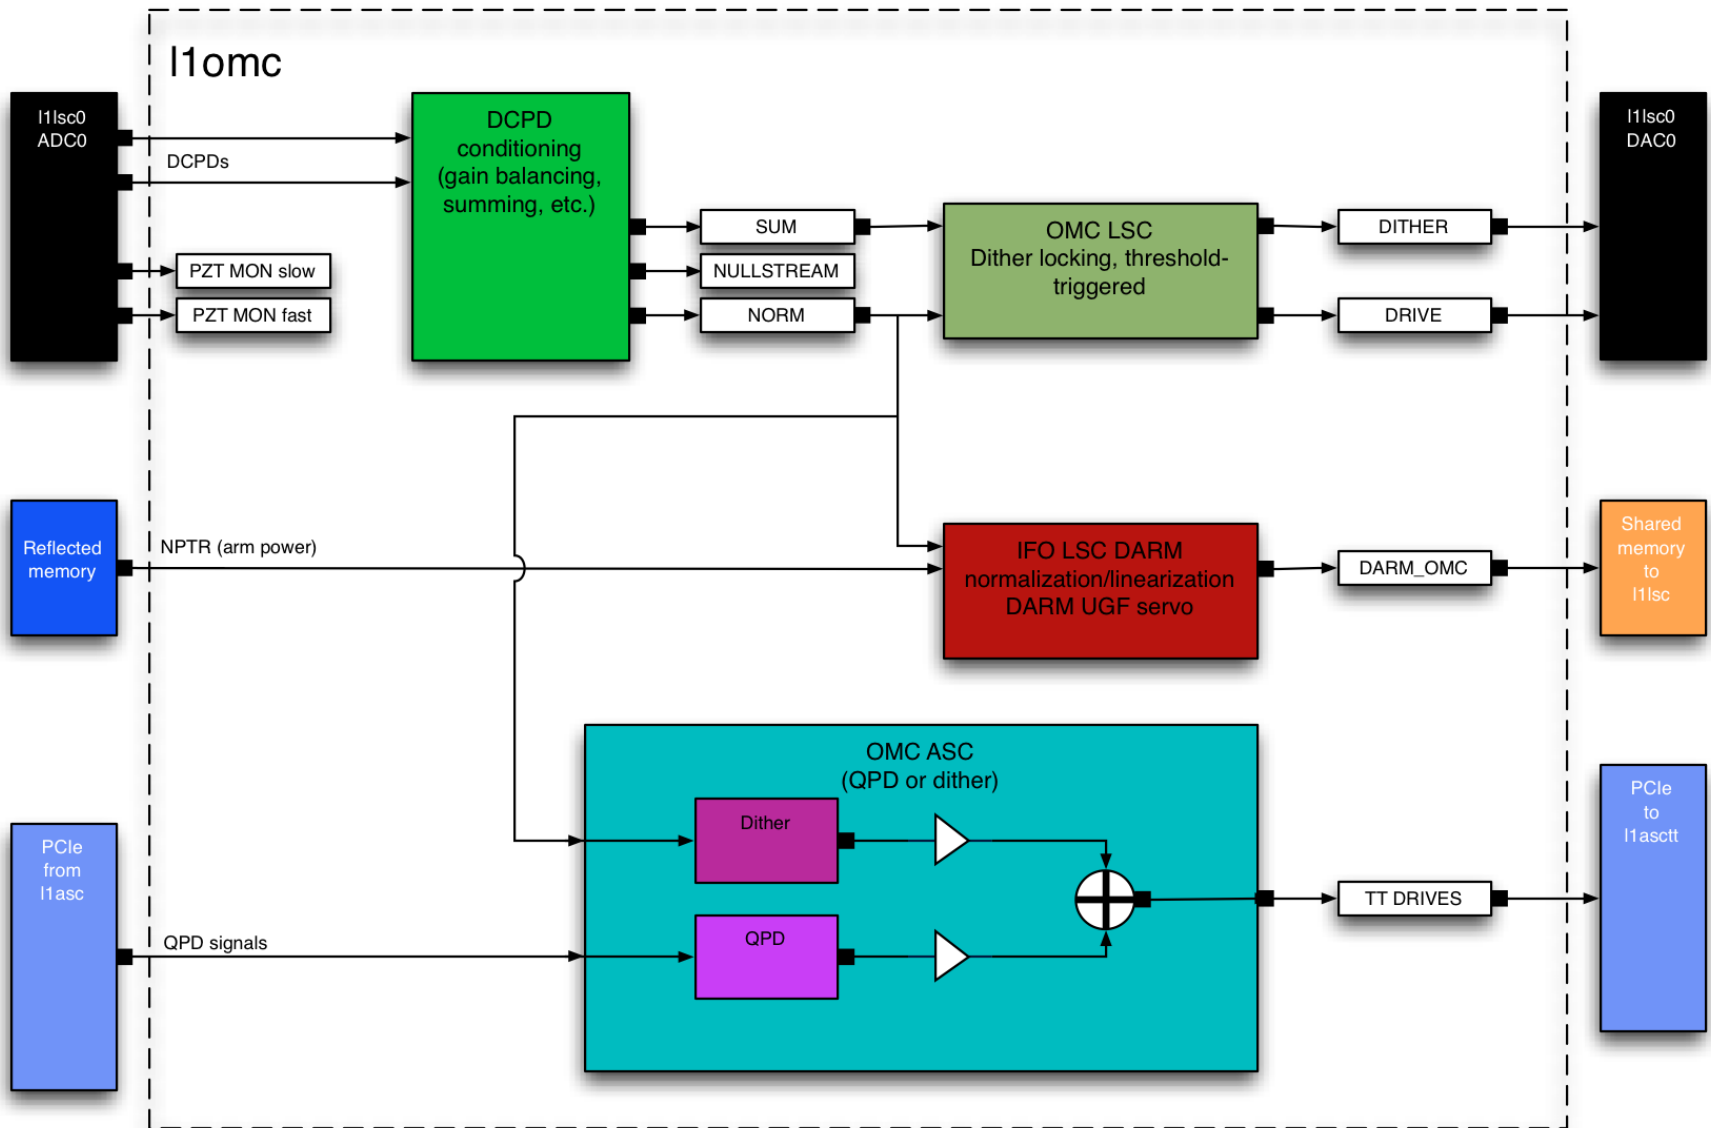 l1omc
l1lsc0
ADC0
DCPDs
PZT MON slow
PZT MON fast
DCPD
conditioning
(gain balancing,
summing, etc.)
SUM
NULLSTREAM
NORM
OMC LSC
Dither locking, threshold-
triggered
DITHER
DRIVE
l1lsc0
DAC0
Reflected
memory
NPTR (arm power)
IFO LSC DARM
normalization/linearization
DARM UGF servo
DARM_OMC
Shared
memory
to
l1lsc
OMC ASC
(QPD or dither)
Dither
QPD
PCIe
from
l1asc
QPD signals
TT DRIVES
PCIe
to
l1asctt